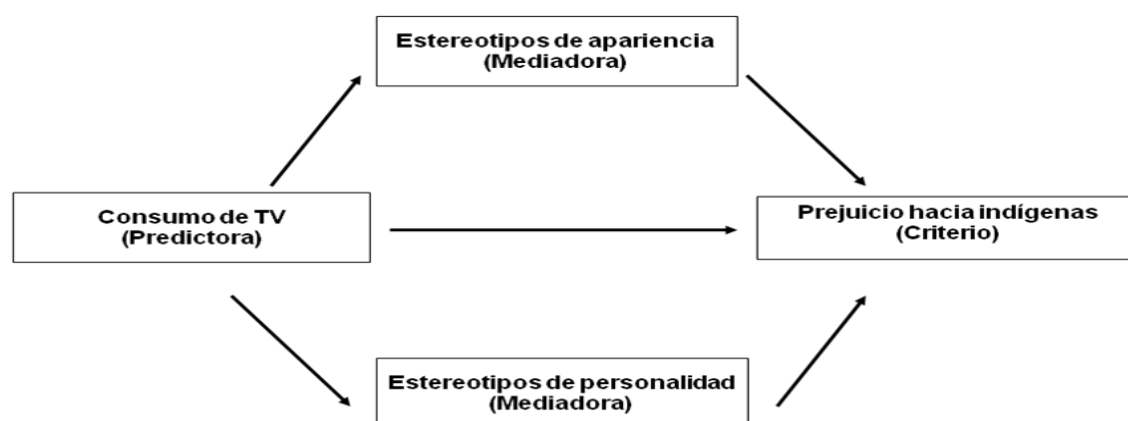 Estereotipos de apariencia
(Mediadora)
Consumo de TV
(Predictora)
Prejuicio hacia indígenas
(Criterio)
Estereotipos de personalidad
(Mediadora)